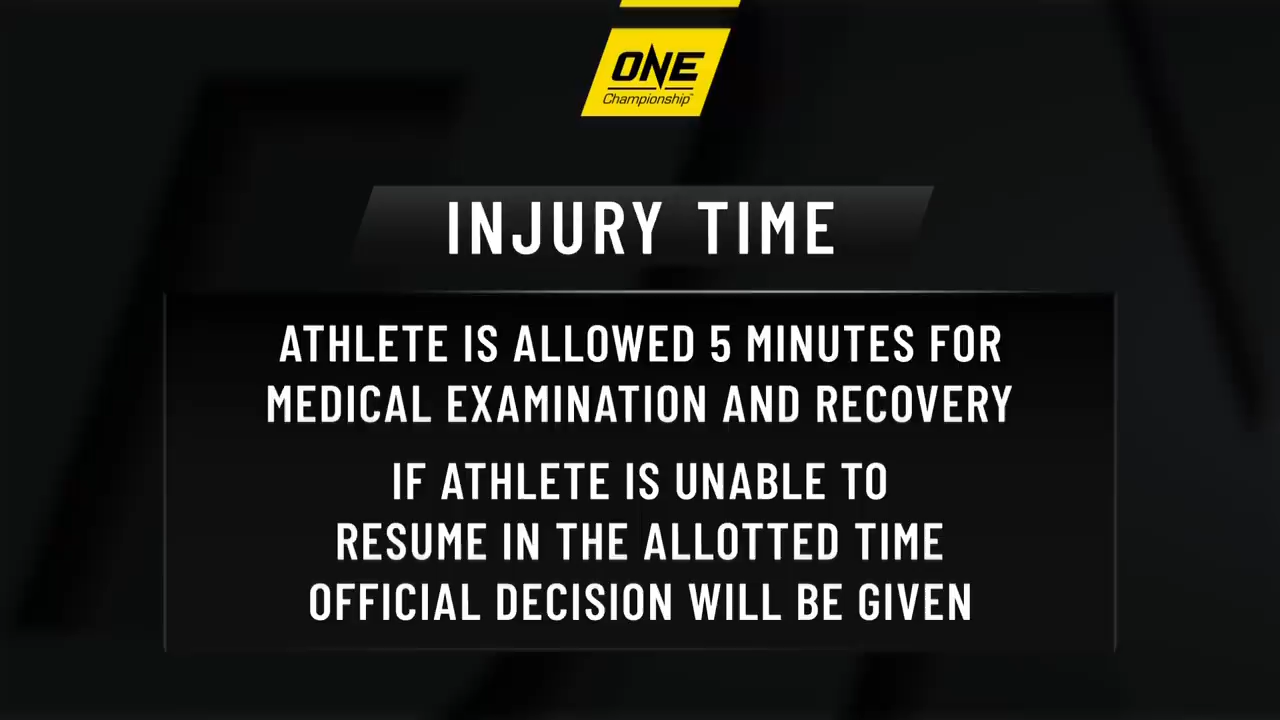 ONE
Championship™
INJURY TIME
ATHLETE IS ALLOWED 5 MINUTES FOR
MEDICAL EXAMINATION AND RECOVERY
IF ATHLETE IS UNABLE TO
RESUME IN THE ALLOTTED TIME
OFFICIAL DECISION WILL BE GIVEN